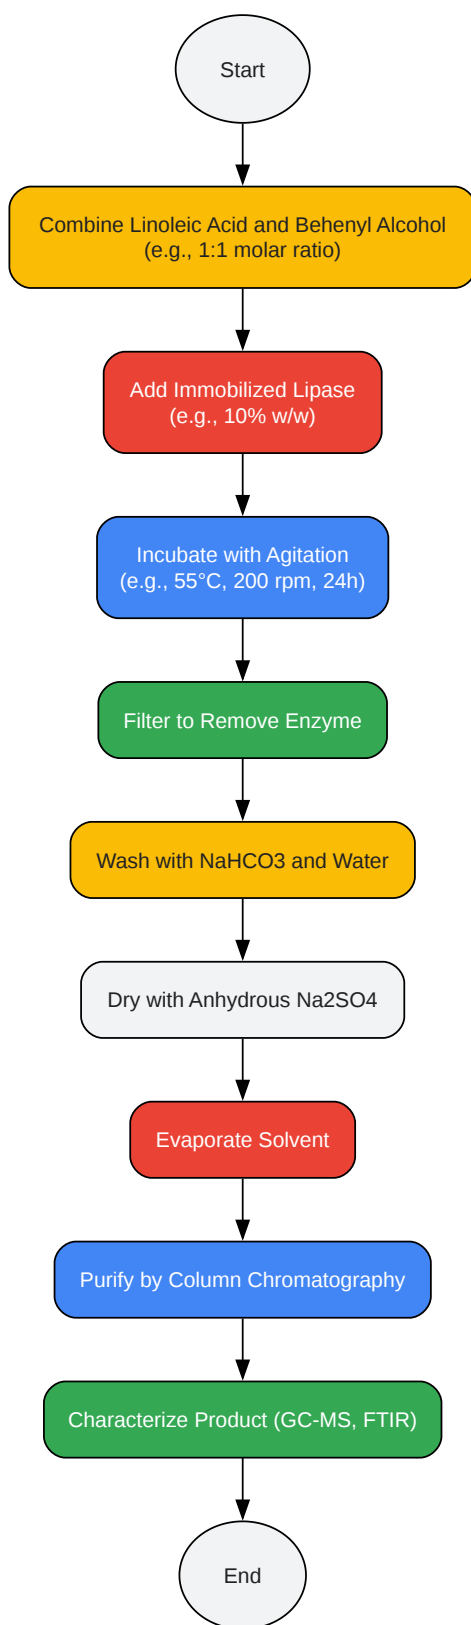 Start
Combine Linoleic Acid and Behenyl Alcohol
(e.g., 1:1 molar ratio)
Add Immobilized Lipase
(e.g., 10% w/w)
Incubate with Agitation
(e.g., 55°C, 200 rpm, 24h)
Filter to Remove Enzyme
Wash with NaHCO3 and Water
Dry with Anhydrous Na2SO4
Evaporate Solvent
Purify by Column Chromatography
Characterize Product (GC-MS, FTIR)
End